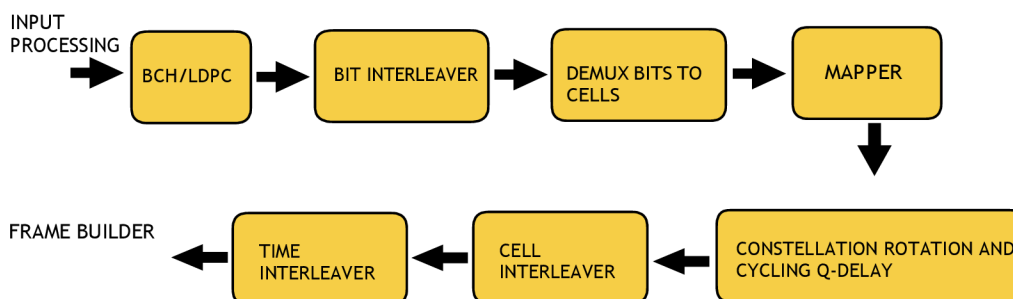 INPUT
PROCESSING
BCH/LDPC
BIT INTERLEAVER
DEMUX BITS TO
CELLS
MAPPER
CONSTELLATION ROTATION AND
CYCLING Q-DELAY
CELL
INTERLEAVER
TIME
INTERLEAVER
FRAME BUILDER